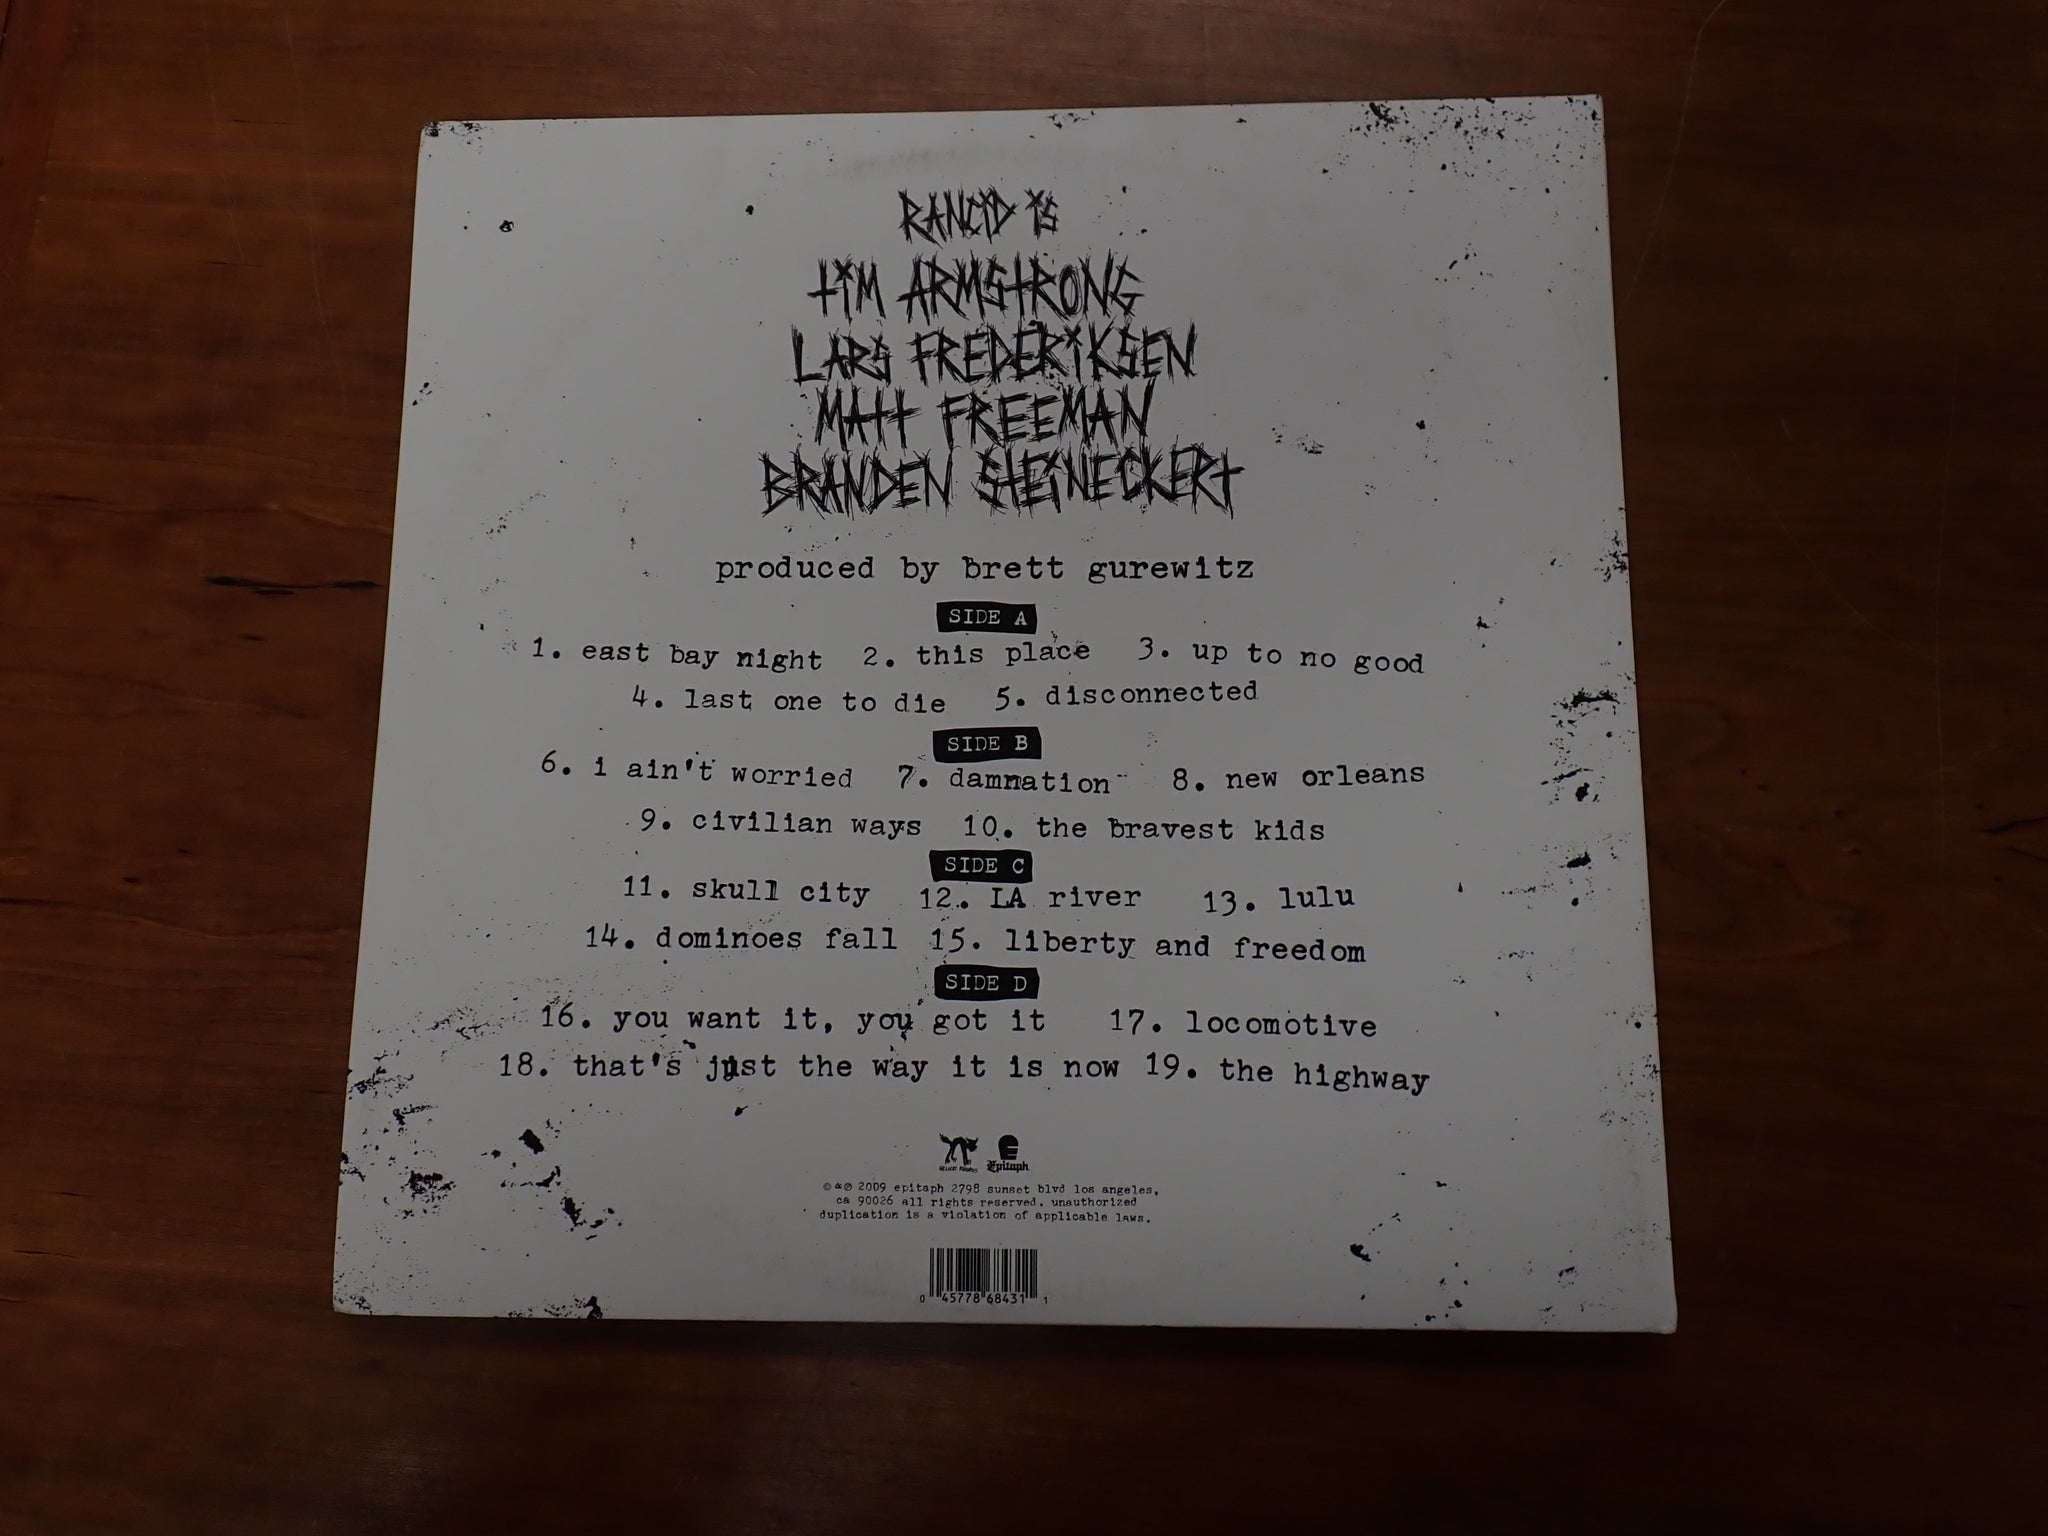 RANCID iS
tiM ARMStRONG
LARS FREDERiKSEN
MAtt FREEMAN
BRANDEN StEiNECKERt
produced by brett gurewitz
SIDE A
1. east bay night 2. this place 3. up to no good
4. last one to die 5. disconnected
SIDE B
6. i ain't worried 7. damnation 8. new orleans
9. civilian ways 10. the bravest kids
SIDE C
11. skull city 12. LA river 13. lulu
14. dominoes fall 15. liberty and freedom
SIDE D
16. you want it, you got it 17. locomotive
18. that's just the way it is now 19. the highway
HELLCAT RECORDS Epitaph
© & ℗ 2009 epitaph 2798 sunset blvd los angeles,
ca 90026 all rights reserved. unauthorized
duplication is a violation of applicable laws.
0 45778 68431 1